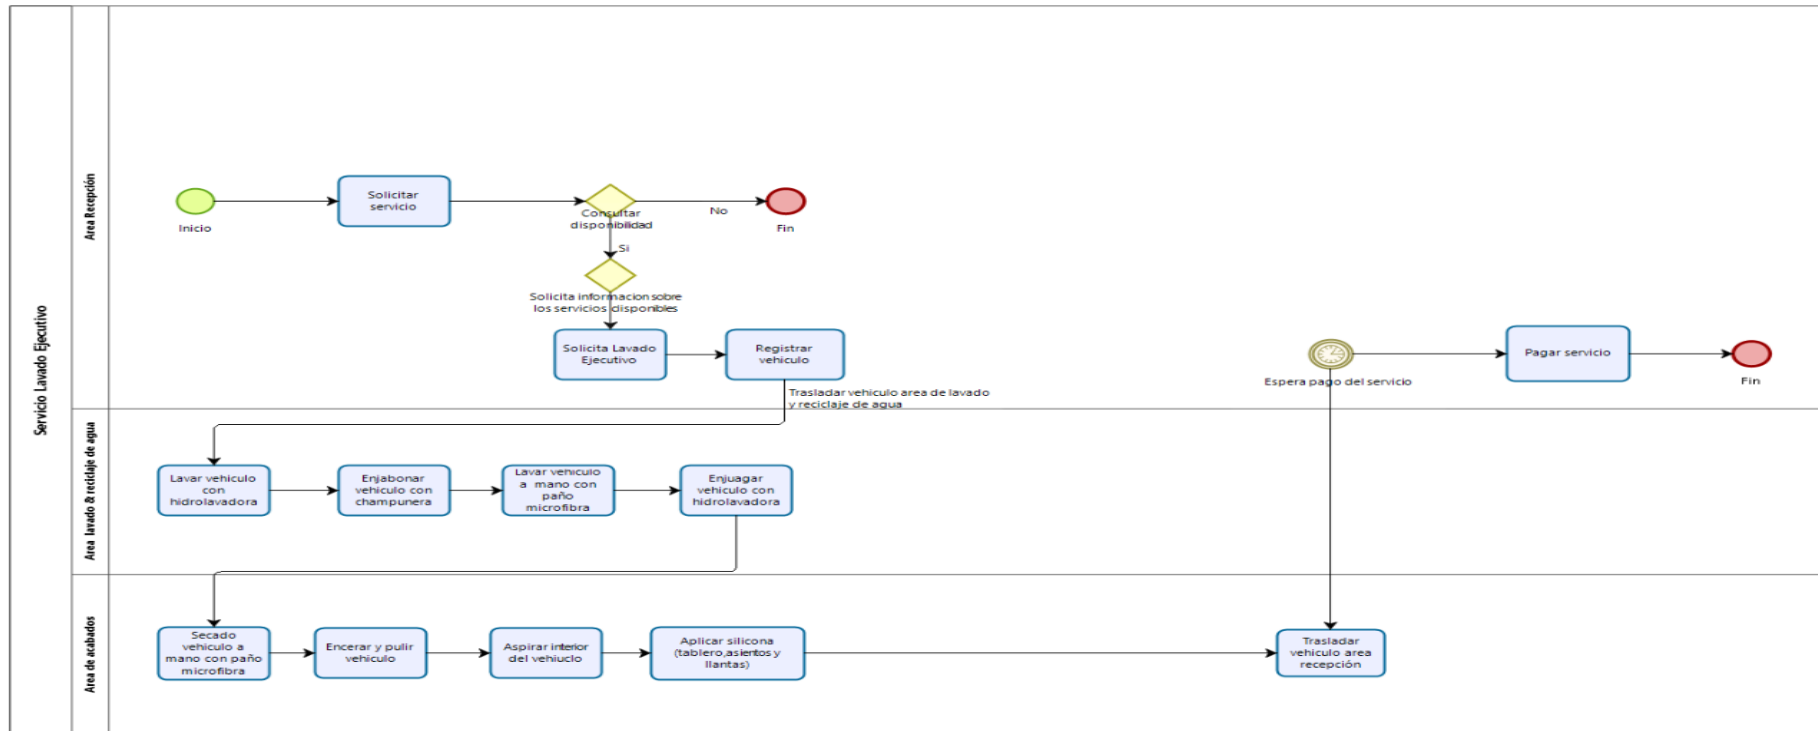 Servicio Lavado Ejecutivo
Area Recepción
Inicio
Solicitar
servicio
Consultar
disponibilidad
No
Fin
Si
Solicita informacion sobre
los servicios disponibles
Solicita Lavado
Ejecutivo
Registrar
vehiculo
Trasladar vehiculo area de lavado
y reciclaje de agua
Espera pago del servicio
Pagar servicio
Fin
Area lavado & reciclaje de agua
Lavar vehiculo
con
hidrolavadora
Enjabonar
vehiculo con
champunera
Lavar vehiculo
a mano con
paño
microfibra
Enjuagar
vehiculo con
hidrolavadora
Area de acabados
Secado
vehiculo a
mano con paño
microfibra
Encerar y pulir
vehiculo
Aspirar interior
del vehiuclo
Aplicar silicona
(tablero,asientos y
llantas)
Trasladar
vehiculo area
recepción